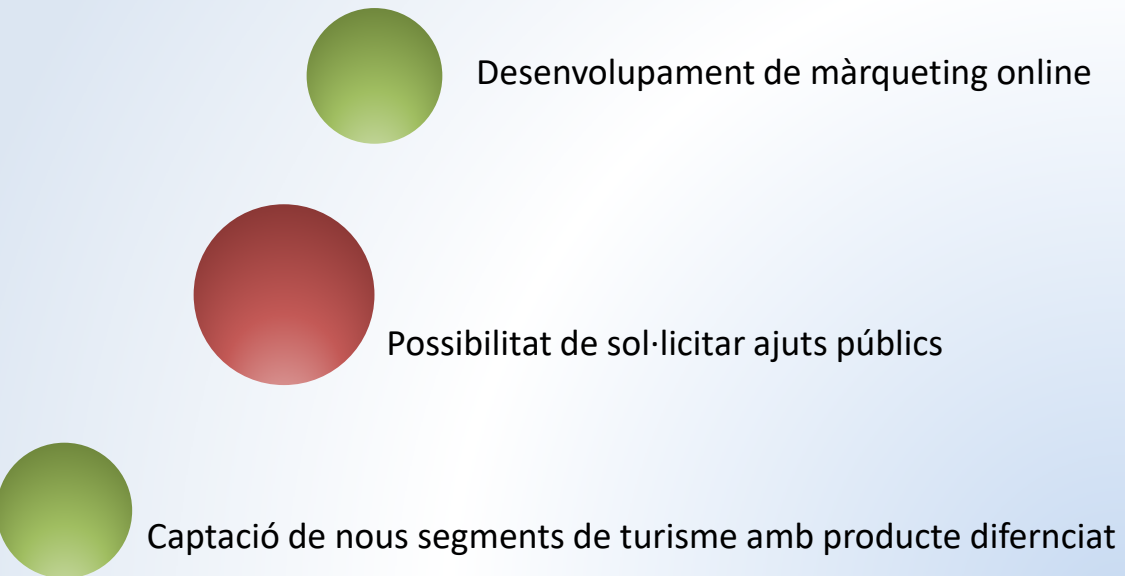 Desenvolupament de màrqueting online
Possibilitat de sol·licitar ajuts públics
Captació de nous segments de turisme amb producte difernciat